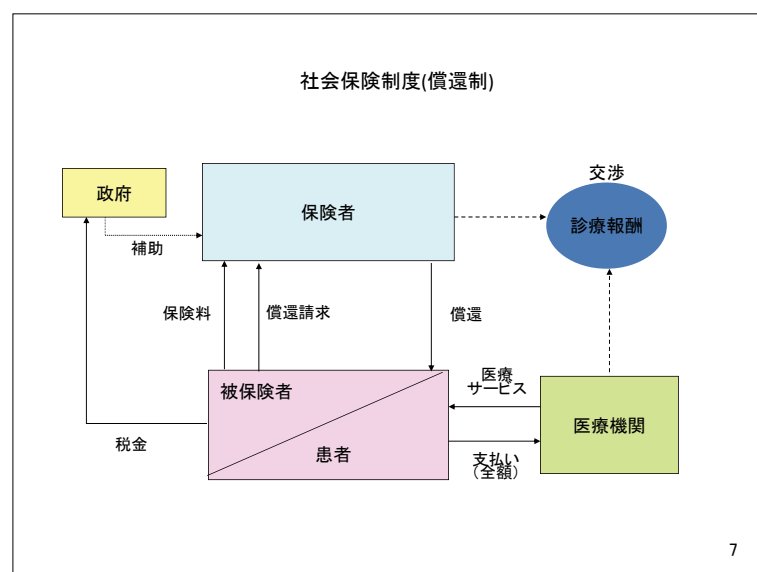 社会保険制度(償還制)
政府
保険者
交渉
診療報酬
補助
保険料
償還請求
償還
医療
サービス
被保険者
患者
医療機関
税金
支払い
(全額)
7